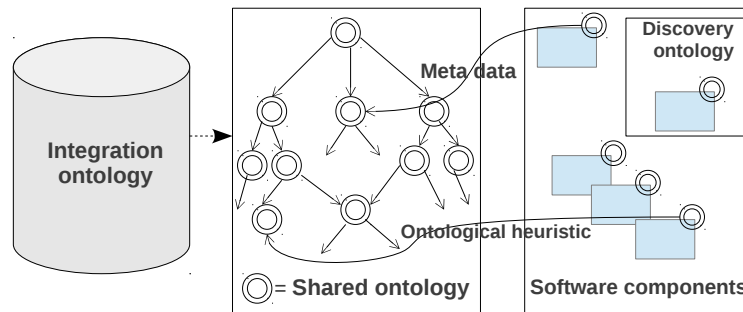 Integration
ontology
Meta data
Ontological heuristic
= Shared ontology
Discovery
ontology
Software components